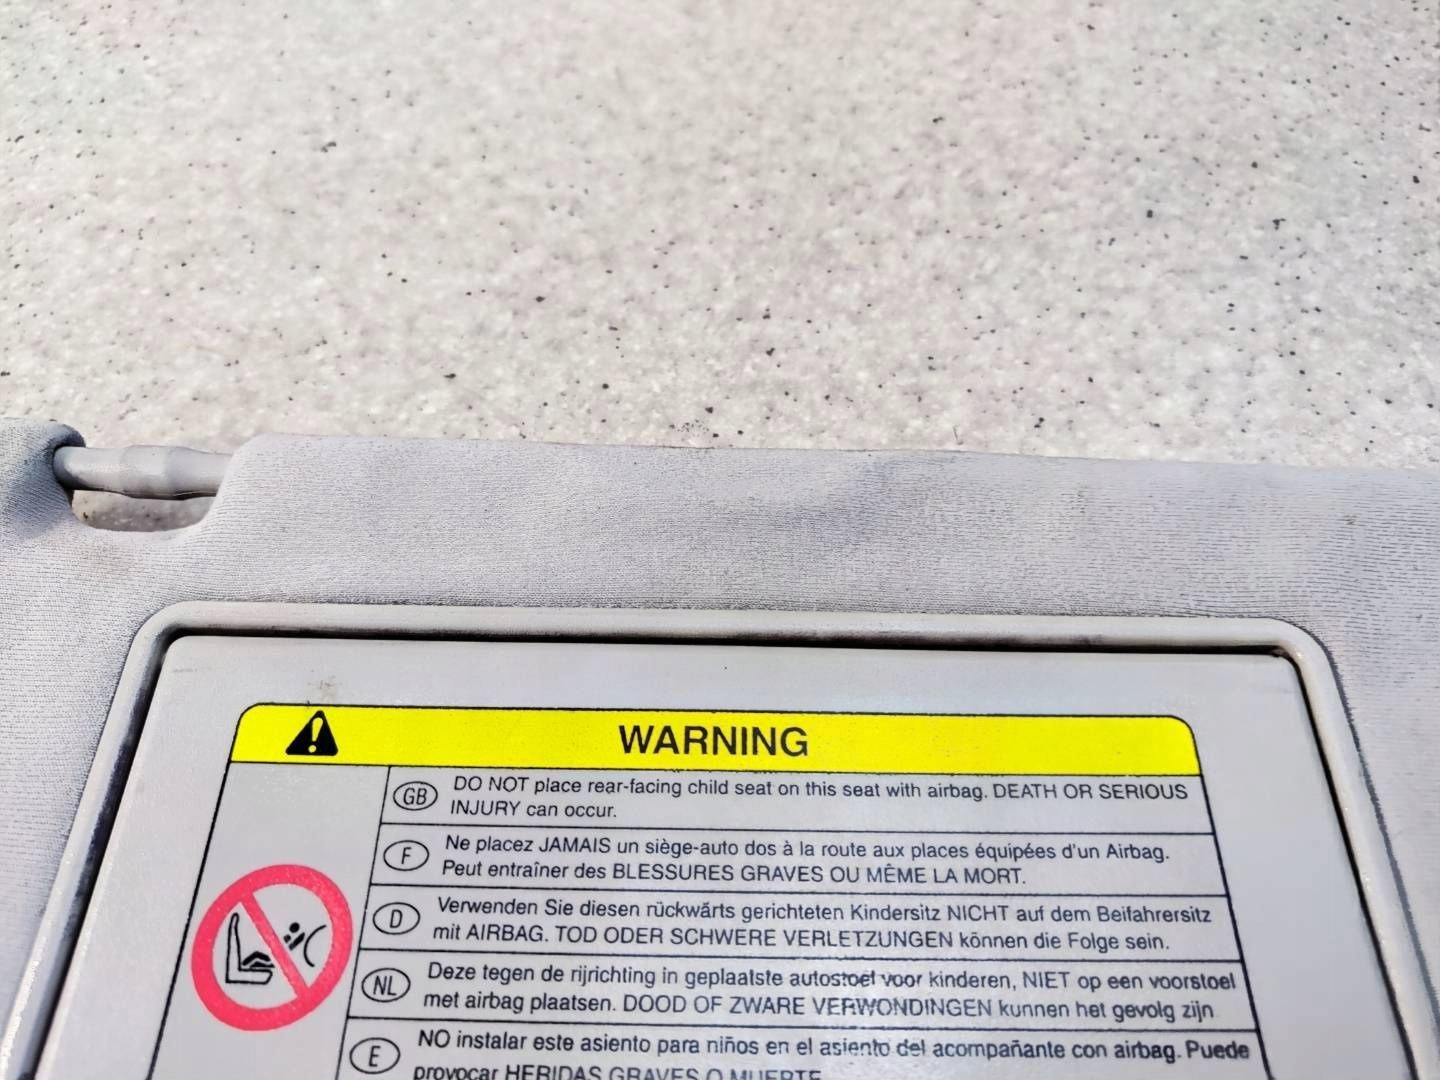 WARNING
GB DO NOT place rear-facing child seat on this seat with airbag. DEATH OR SERIOUS
INJURY can occur.
F Ne placez JAMAIS un siège-auto dos à la route aux places équipées d'un Airbag.
Peut entraîner des BLESSURES GRAVES OU MÊME LA MORT.
D Verwenden Sie diesen rückwärts gerichteten Kindersitz NICHT auf dem Beifahrersitz
mit AIRBAG. TOD ODER SCHWERE VERLETZUNGEN können die Folge sein.
NL Deze tegen de rijrichting in geplaatste autostoel voor kinderen, NIET op een voorstoel
met airbag plaatsen. DOOD OF ZWARE VERWONDINGEN kunnen het gevolg zijn
E NO instalar este asiento para niños en el asiento del acompañante con airbag. Puede
provocar HERIDAS GRAVES O MUERTE